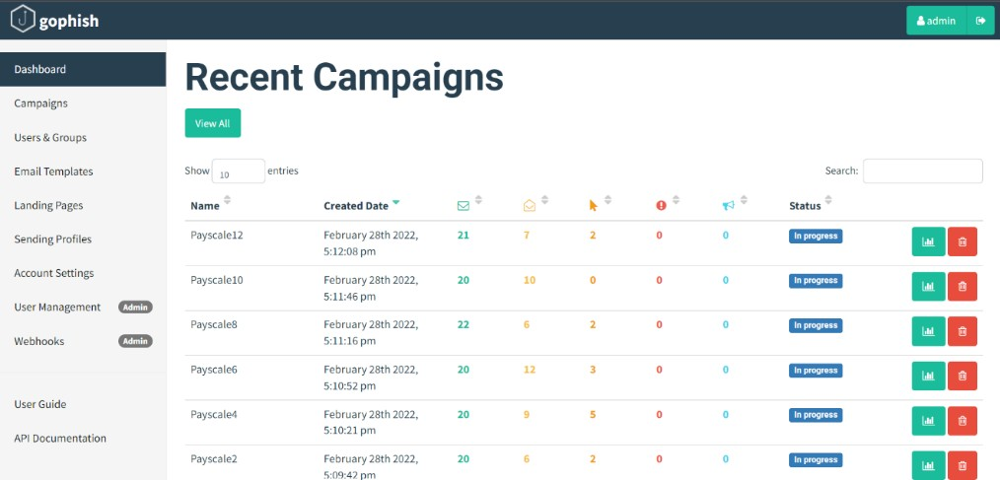 gophish
admin
Dashboard
Campaigns
Users & Groups
Email Templates
Landing Pages
Sending Profiles
Account Settings
User Management Admin
Webhooks Admin
User Guide
API Documentation
Recent Campaigns
View All
Show 10 entries
Search:
Name Created Date Status
Payscale12 February 28th 2022, 5:12:08 pm 21 7 2 0 0 In progress
Payscale10 February 28th 2022, 5:11:46 pm 20 10 0 0 0 In progress
Payscale8 February 28th 2022, 5:11:16 pm 22 6 2 0 0 In progress
Payscale6 February 28th 2022, 5:10:52 pm 20 12 3 0 0 In progress
Payscale4 February 28th 2022, 5:10:21 pm 20 9 5 0 0 In progress
Payscale2 February 28th 2022, 5:09:42 pm 20 6 2 0 0 In progress